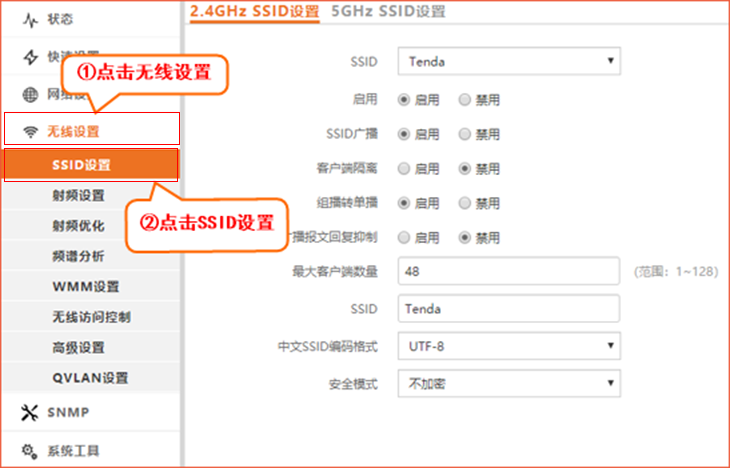 状态
2.4GHz SSID设置 5GHz SSID设置
快速设置
①点击无线设置
网络设
无线设置
SSID设置
射频设置
②点击SSID设置
射频优化
频谱分析
WMM设置
无线访问控制
高级设置
QVLAN设置
SNMP
系统工具
SSID Tenda
启用 启用 禁用
SSID广播 启用 禁用
客户端隔离 启用 禁用
组播转单播 启用 禁用
播报文回复抑制 启用 禁用
最大客户端数量 48 (范围：1~128)
SSID Tenda
中文SSID编码格式 UTF-8
安全模式 不加密